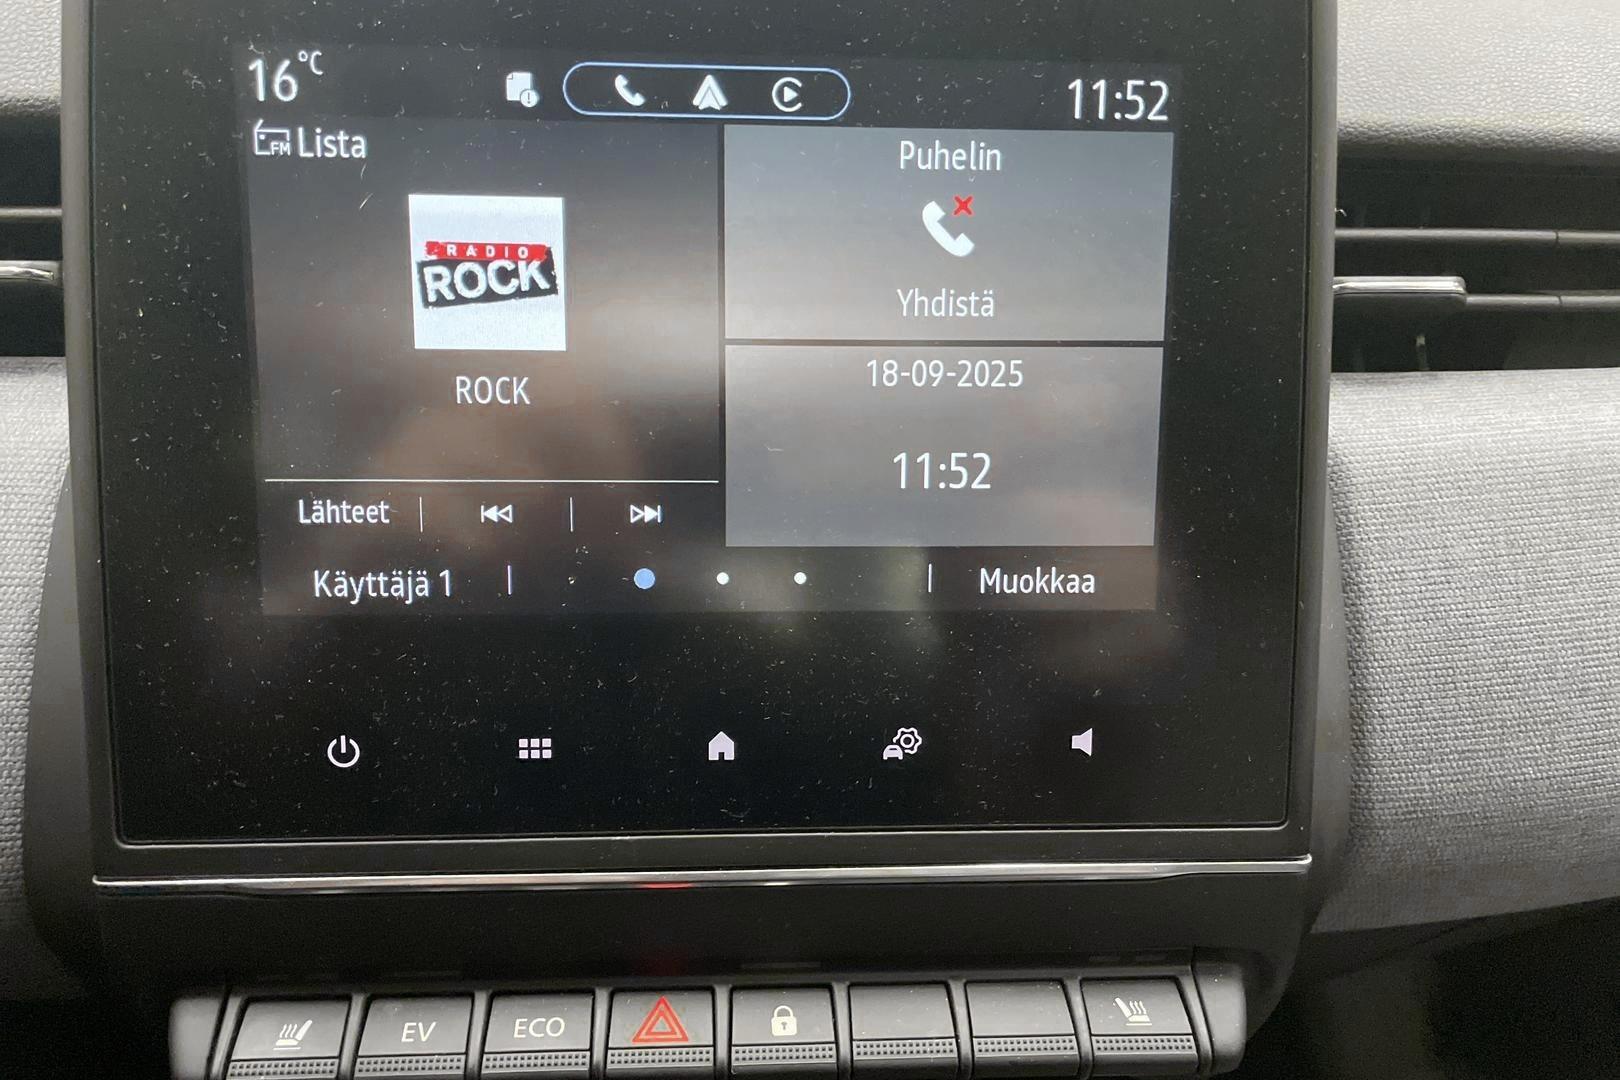 16°C
11:52
FM Lista
Puhelin
RADIO
ROCK
Yhdistä
ROCK
18-09-2025
11:52
Lähteet
Käyttäjä 1
Muokkaa
EV
ECO